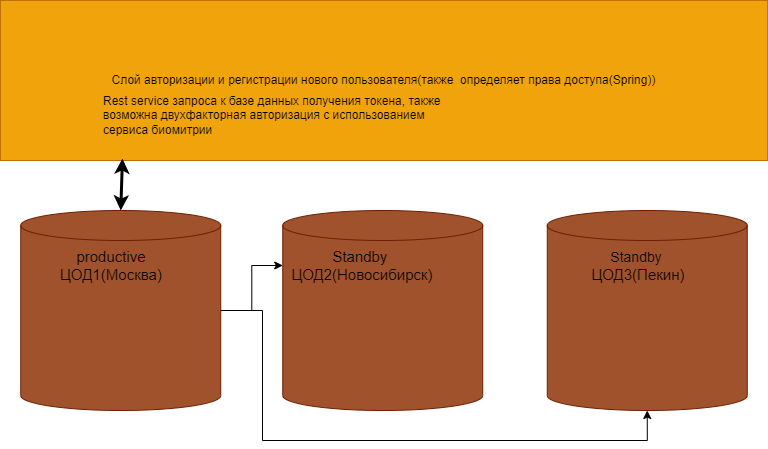 Слой авторизации и регистрации нового пользователя(также определяет права доступа(Spring))
Rest service запроса к базе данных получения токена, также
возможна двухфакторная авторизация с использованием
сервиса биомитрии
productive
ЦОД1(Москва)
Standby
ЦОД2(Новосибирск)
Standby
ЦОД3(Пекин)